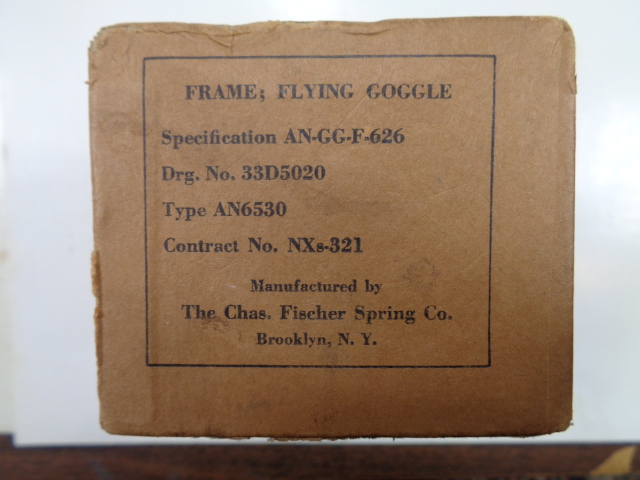 FRAME; FLYING GOGGLE
Specification AN-GG-F-626
Drg. No. 33D5020
Type AN6530
Contract No. NXs-321
Manufactured by
The Chas. Fischer Spring Co.
Brooklyn, N. Y.